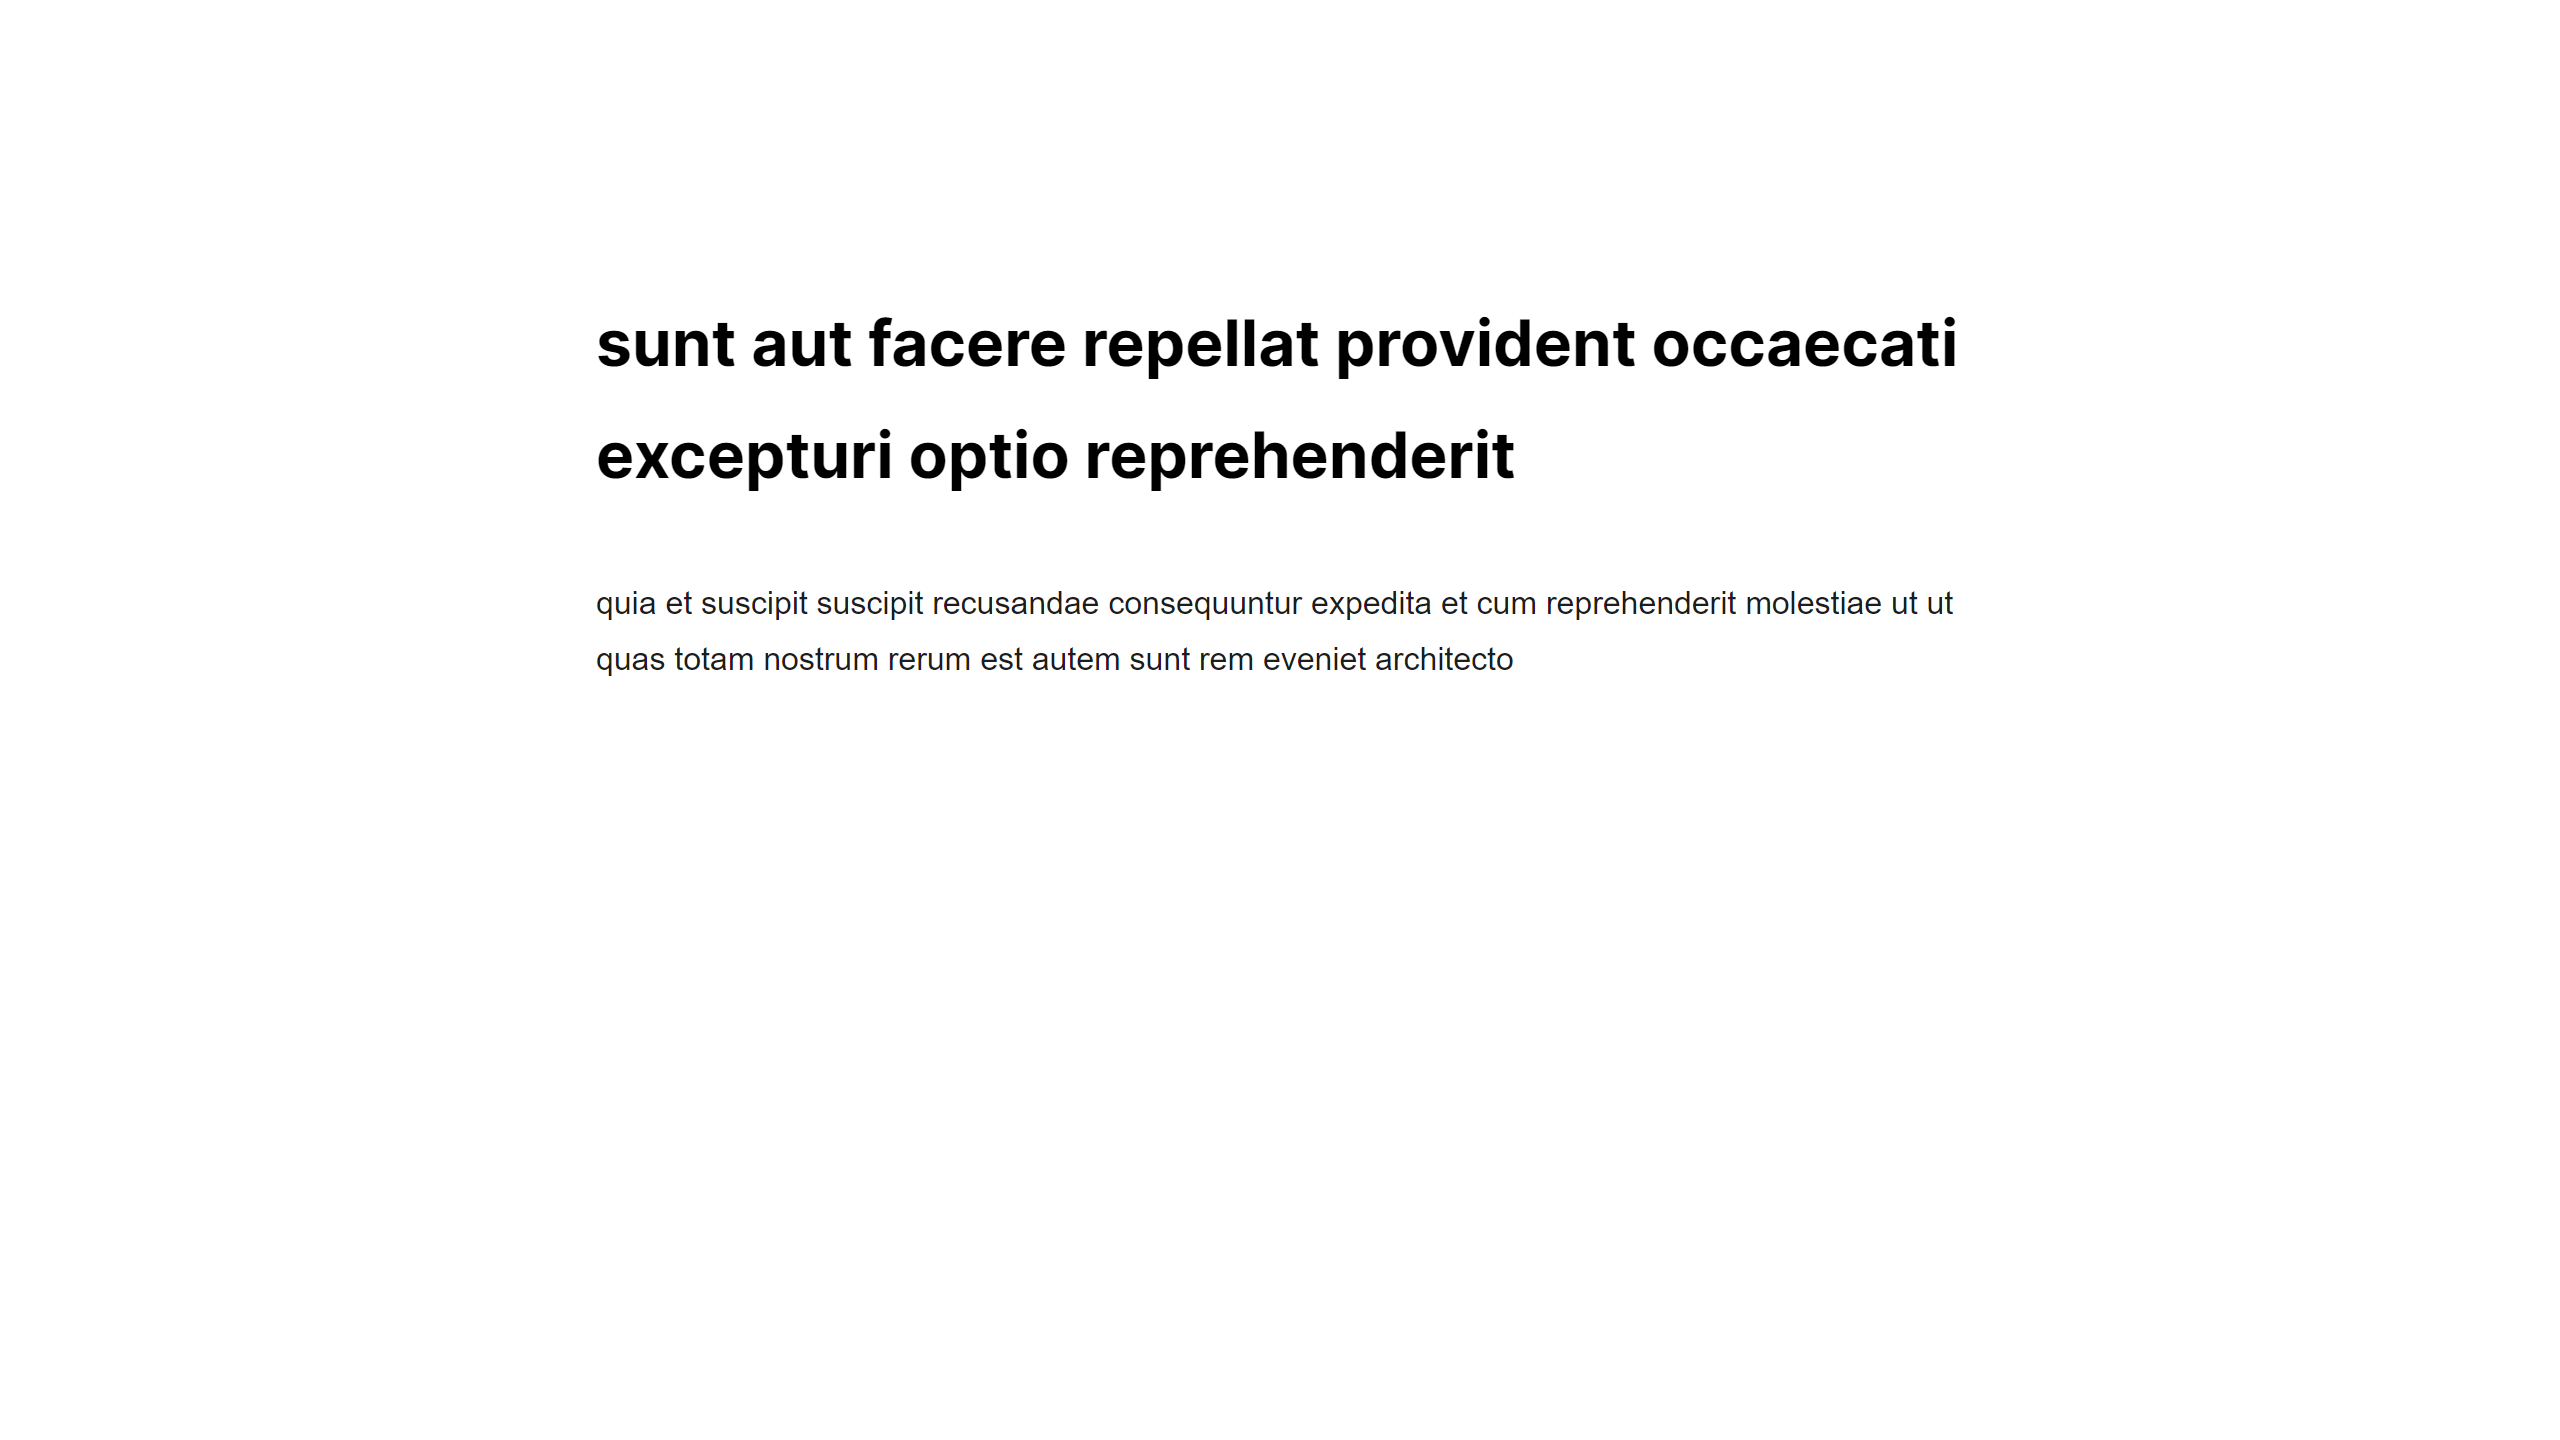 sunt aut facere repellat provident occaecati
excepturi optio reprehenderit
quia et suscipit suscipit recusandae consequuntur expedita et cum reprehenderit molestiae ut ut
quas totam nostrum rerum est autem sunt rem eveniet architecto